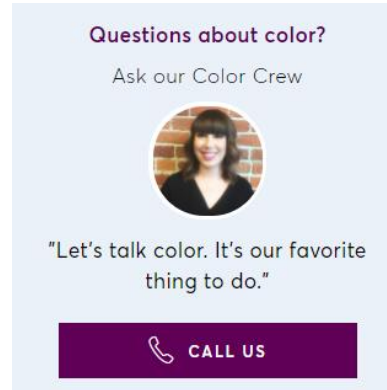 Questions about color?
Ask our Color Crew
"Let's talk color. It's our favorite
thing to do."
CALL US